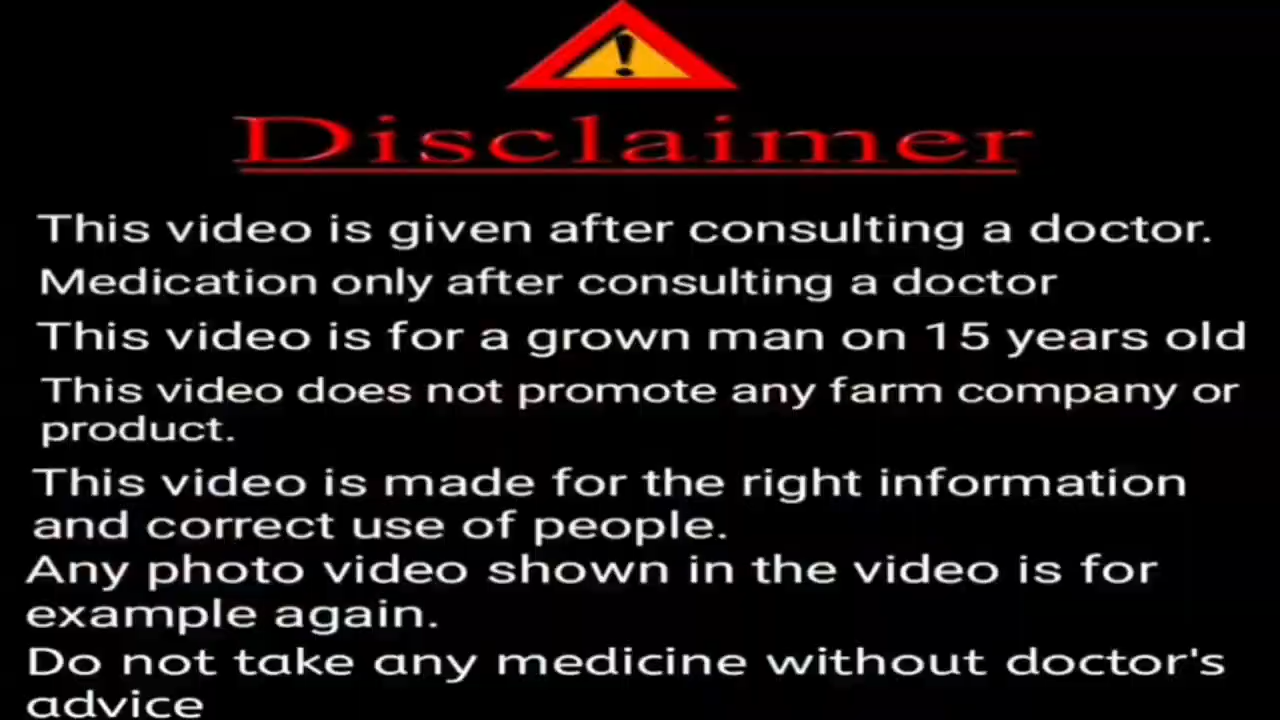 Disclaimer
This video is given after consulting a doctor.
Medication only after consulting a doctor
This video is for a grown man on 15 years old
This video does not promote any farm company or
product.
This video is made for the right information
and correct use of people.
Any photo video shown in the video is for
example again.
Do not take any medicine without doctor's
advice